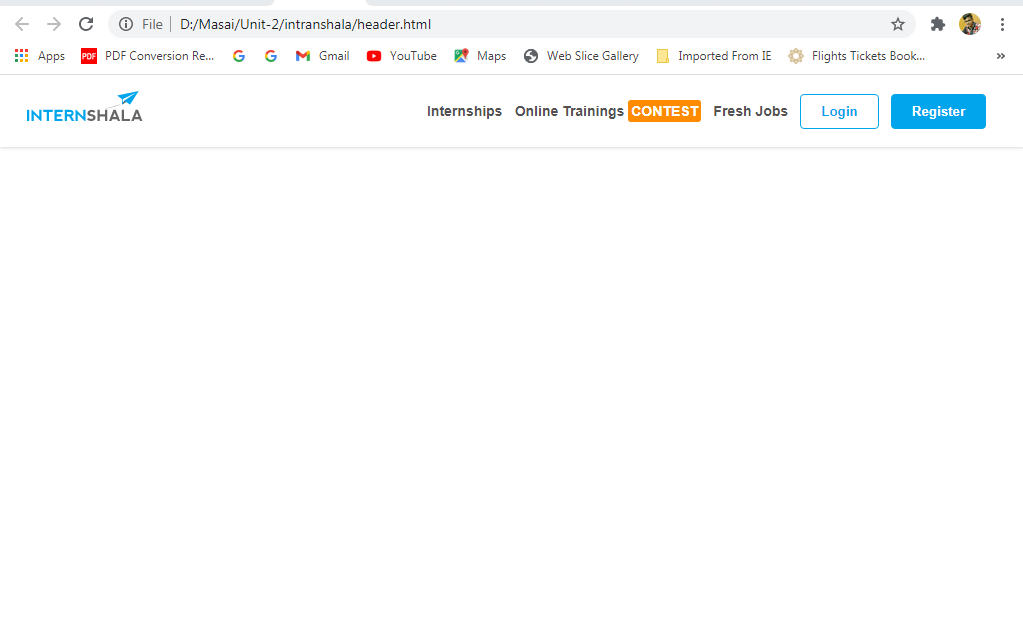 File D:/Masai/Unit-2/intranshala/header.html
Apps PDF PDF Conversion Re... G G Gmail YouTube Maps Web Slice Gallery Imported From IE Flights Tickets Book... »
INTERNSHALA Internships Online Trainings CONTEST Fresh Jobs Login Register